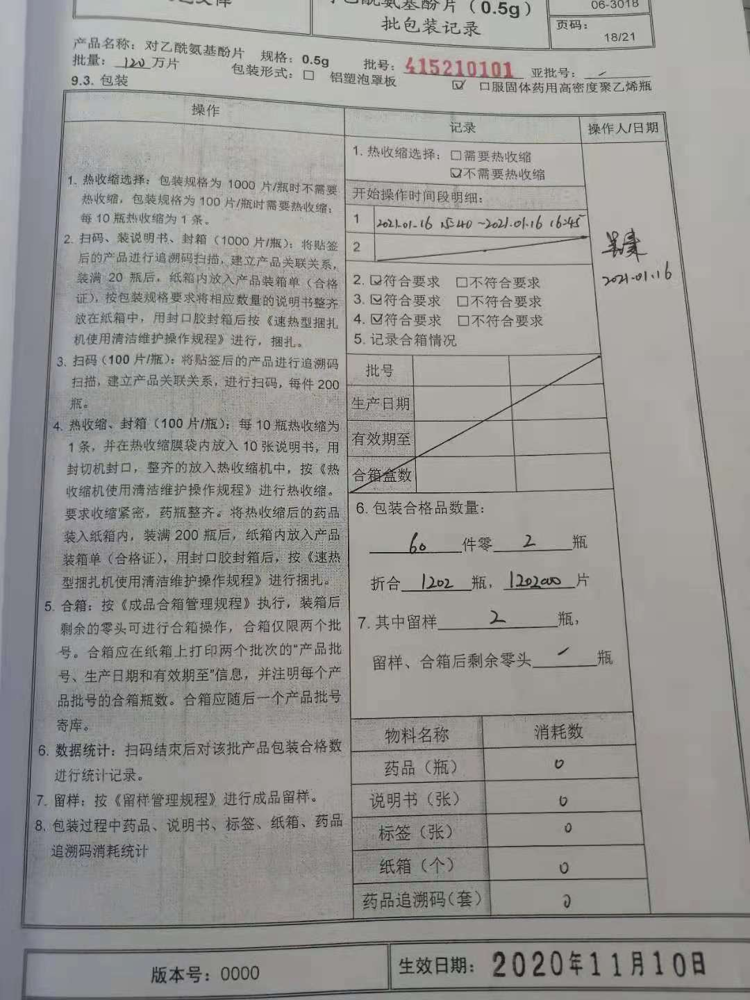 酰氨基酚片（0.5g）
批包装记录
06-3018
页码：
18/21
产品名称：对乙酰氨基酚片 规格：0.5g 批号：415210101 亚批号：/
批量：120万片 包装形式：☐ 铝塑泡罩板 ☑ 口服固体药用高密度聚乙烯瓶
9.3. 包装
操作
记录
操作人/日期
1. 热收缩选择：包装规格为 1000 片/瓶时不需要
热收缩，包装规格为 100 片/瓶时需要热收缩；
每 10 瓶热收缩为 1 条。
2. 扫码、装说明书、封箱（1000 片/瓶）：将贴签
后的产品进行追溯码扫描，建立产品关联关系，
装满 20 瓶后，纸箱内放入产品装箱单（合格
证），按包装规格要求将相应数量的说明书整齐
放在纸箱中，用封口胶封箱后按《速热型捆扎
机使用清洁维护操作规程》进行，捆扎。
3. 扫码（100 片/瓶）：将贴签后的产品进行追溯码
扫描，建立产品关联关系，进行扫码，每件 200
瓶。
4. 热收缩、封箱（100 片/瓶）：每 10 瓶热收缩为
1 条，并在热收缩膜袋内放入 10 张说明书，用
封切机封口，整齐的放入热收缩机中，按《热
收缩机使用清洁维护操作规程》进行热收缩。
要求收缩紧密，药瓶整齐。将热收缩后的药品
装入纸箱内，装满 200 瓶后，纸箱内放入产品
装箱单（合格证），用封口胶封箱后，按《速热
型捆扎机使用清洁维护操作规程》进行捆扎。
5. 合箱：按《成品合箱管理规程》执行，装箱后
剩余的零头可进行合箱操作，合箱仅限两个批
号。合箱应在纸箱上打印两个批次的“产品批
号、生产日期和有效期至”信息，并注明每个产
品批号的合箱瓶数。合箱应随后一个产品批号
寄库。
6. 数据统计：扫码结束后对该批产品包装合格数
进行统计记录。
7. 留样：按《留样管理规程》进行成品留样。
8. 包装过程中药品、说明书、标签、纸箱、药品
追溯码消耗统计
1. 热收缩选择：☐需要热收缩
☑不需要热收缩
开始操作时间段明细：
1 2021.01.16 15:40 ~2021.01.16 16:45
2
2. ☑符合要求 ☐不符合要求
3. ☑符合要求 ☐不符合要求
4. ☑符合要求 ☐不符合要求
5. 记录合箱情况
批号
生产日期
有效期至
合箱盒数
6. 包装合格品数量：
60 件零 2 瓶
折合 1202 瓶，1202000 片
7. 其中留样 2 瓶，
留样、合箱后剩余零头 / 瓶
物料名称 消耗数
药品（瓶） 0
说明书（张） 0
标签（张） 0
纸箱（个） 0
药品追溯码（套） 0
2021.01.16
版本号：0000
生效日期：2020年11月10日